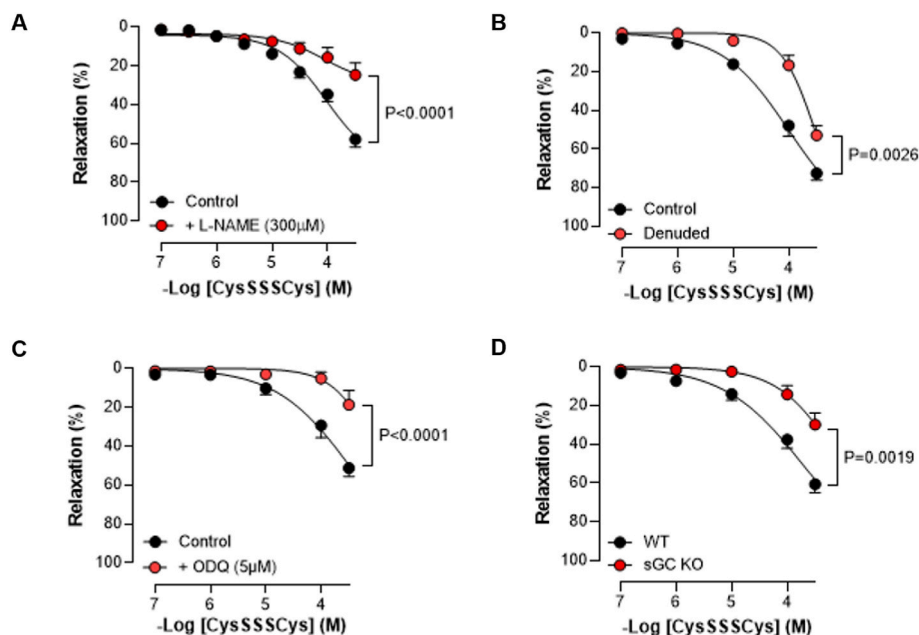 A
0
20
40
60
80
100
Relaxation (%)
P<0.0001
Control
+ L-NAME (300μM)
7 6 5 4
-Log [CysSSSCys] (M)
B
0
20
40
60
80
100
Relaxation (%)
P=0.0026
Control
Denuded
7 6 5 4
-Log [CysSSSCys] (M)
C
0
20
40
60
80
100
Relaxation (%)
P<0.0001
Control
+ ODQ (5μM)
7 6 5 4
-Log [CysSSSCys] (M)
D
0
20
40
60
80
100
Relaxation (%)
P=0.0019
WT
sGC KO
7 6 5 4
-Log [CysSSSCys] (M)